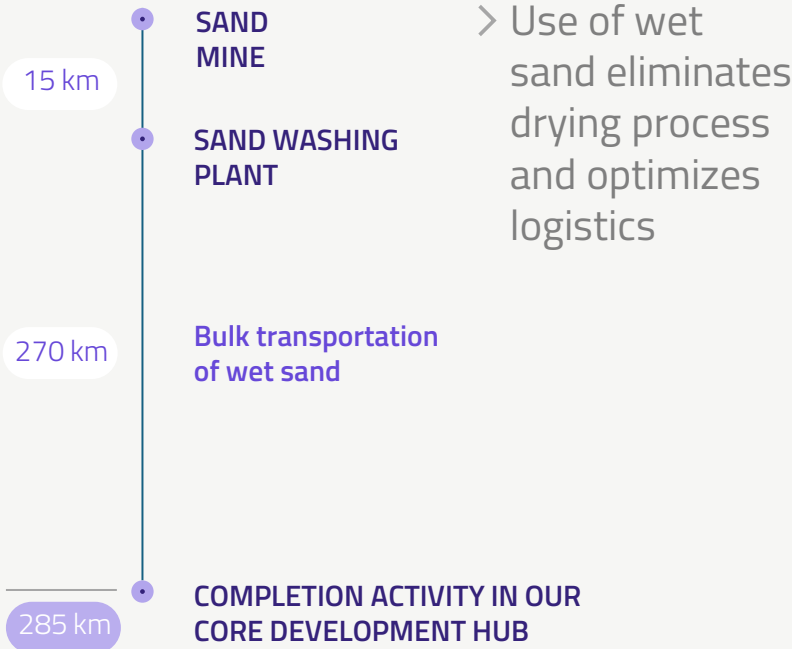 SAND
MINE
15 km
SAND WASHING
PLANT
270 km
Bulk transportation
of wet sand
COMPLETION ACTIVITY IN OUR
CORE DEVELOPMENT HUB
285 km
> Use of wet
sand eliminates
drying process
and optimizes
logistics